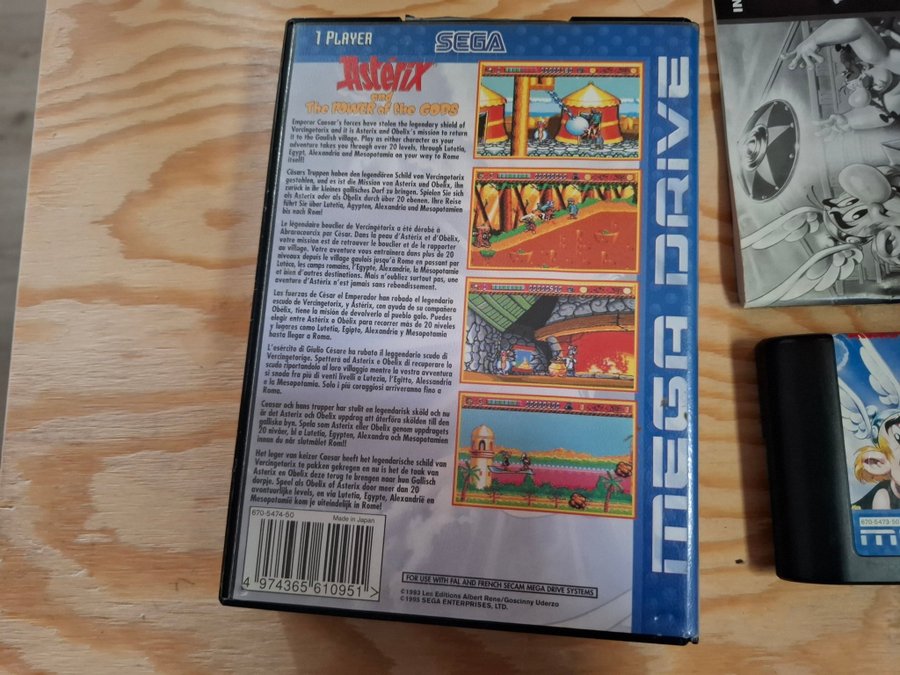 1 PLAYER
SEGA
Astérix
and
The POWER of the GODS
Emperor Caesar's forces have stolen the legendary shield of
Vercingetorix and it is Asterix and Obelix's mission to return
it to the Gaulish village. Play as either character as your
adventure takes you through over 20 levels, through Lutetia,
Egypt, Alexandria and Mesopotamia on your way to Rome
itself!
Cäsars Truppen haben den legendären Schild von Vercingetorix
gestohlen, und es ist die Mission von Asterix und Obelix, ihn
zurück in ihr kleines gallisches Dorf zu bringen. Spielen Sie sich
als Asterix oder als Obelix durch über 20 ebenen. Ihre Reise
führt Sie über Lutetia, Ägypten, Alexandria und Mesopotamien
bis nach Rom!
Le légendaire bouclier de Vercingétorix a été dérobé à
Abraracourcix par César. Dans la peau d'Astérix et d'Obélix,
votre mission est de retrouver le bouclier et de le rapporter
au village. Votre aventure vous entraînera dans plus de 20
niveaux depuis le village gaulois jusqu'à Rome en passant par
Lutèce, les camps romains, l'Egypte, Alexandrie, la Mésopotamie
et bien d'autres destinations. Mais n'oubliez surtout pas, une
aventure d'Astérix n'est jamais sans rebondissement.
Las fuerzas de César el Emperador han robado el legendario
escudo de Vercingetorix, y Astérix, con ayuda de su compañero
Obélix, tiene la misión de devolverlo al pueblo galo. Puedes
elegir entre Astérix o Obélix para recorrer más de 20 niveles
y lugares como Lutetia, Egipto, Alexandria y Mesopotamia
hasta llegar a Roma.
L'esército di Giulio Césare ha rubato il leggendario scudo di
Vercingetorige. Spetterá ad Asterix e Obelix di recuperare lo
scudo riportandolo al loro villaggio mentre la vostra avventura
si snoda fra piú di venti livelli a Lutezia, l'Egitto, Alessandria
e la Mesopotamia. Solo i piú coraggiosi arriveranno fino a
Roma.
Ceasar och hens trupper har stulit en legendarisk sköld och nu
är det Asterix och Obelix uppdrag att återföra skölden till den
galliska byn. Spela som Asterix eller Obelix genom uppdragets
20 nivåer, bl a Lutetia, Egypten, Alexandra och Mesopotamien
innan du når slutmålet Rom!!
Het leger van keizer Caesar heeft het legendarische schild van
Vercingetorix te pakken gekregen en nu is het de taak van
Asterix en Obelix deze terug te brengen naar hun Gallisch
dorpje. Speel als Obelix of Asterix door meer dan 20
avontuurlijke levels, en via Lutetia, Egypte, Alexandrië en
Mesopotamië kom je uiteindelijk in Rome!
670-5474-50
Made in Japan
4 974365 610951 >
FOR USE WITH PAL AND FRENCH SECAM MEGA DRIVE SYSTEMS
©1993 Les Editions Albert Rene/Goscinny Uderzo
©1995 SEGA ENTERPRISES, LTD.
MEGA DRIVE
IN
670-5473-50